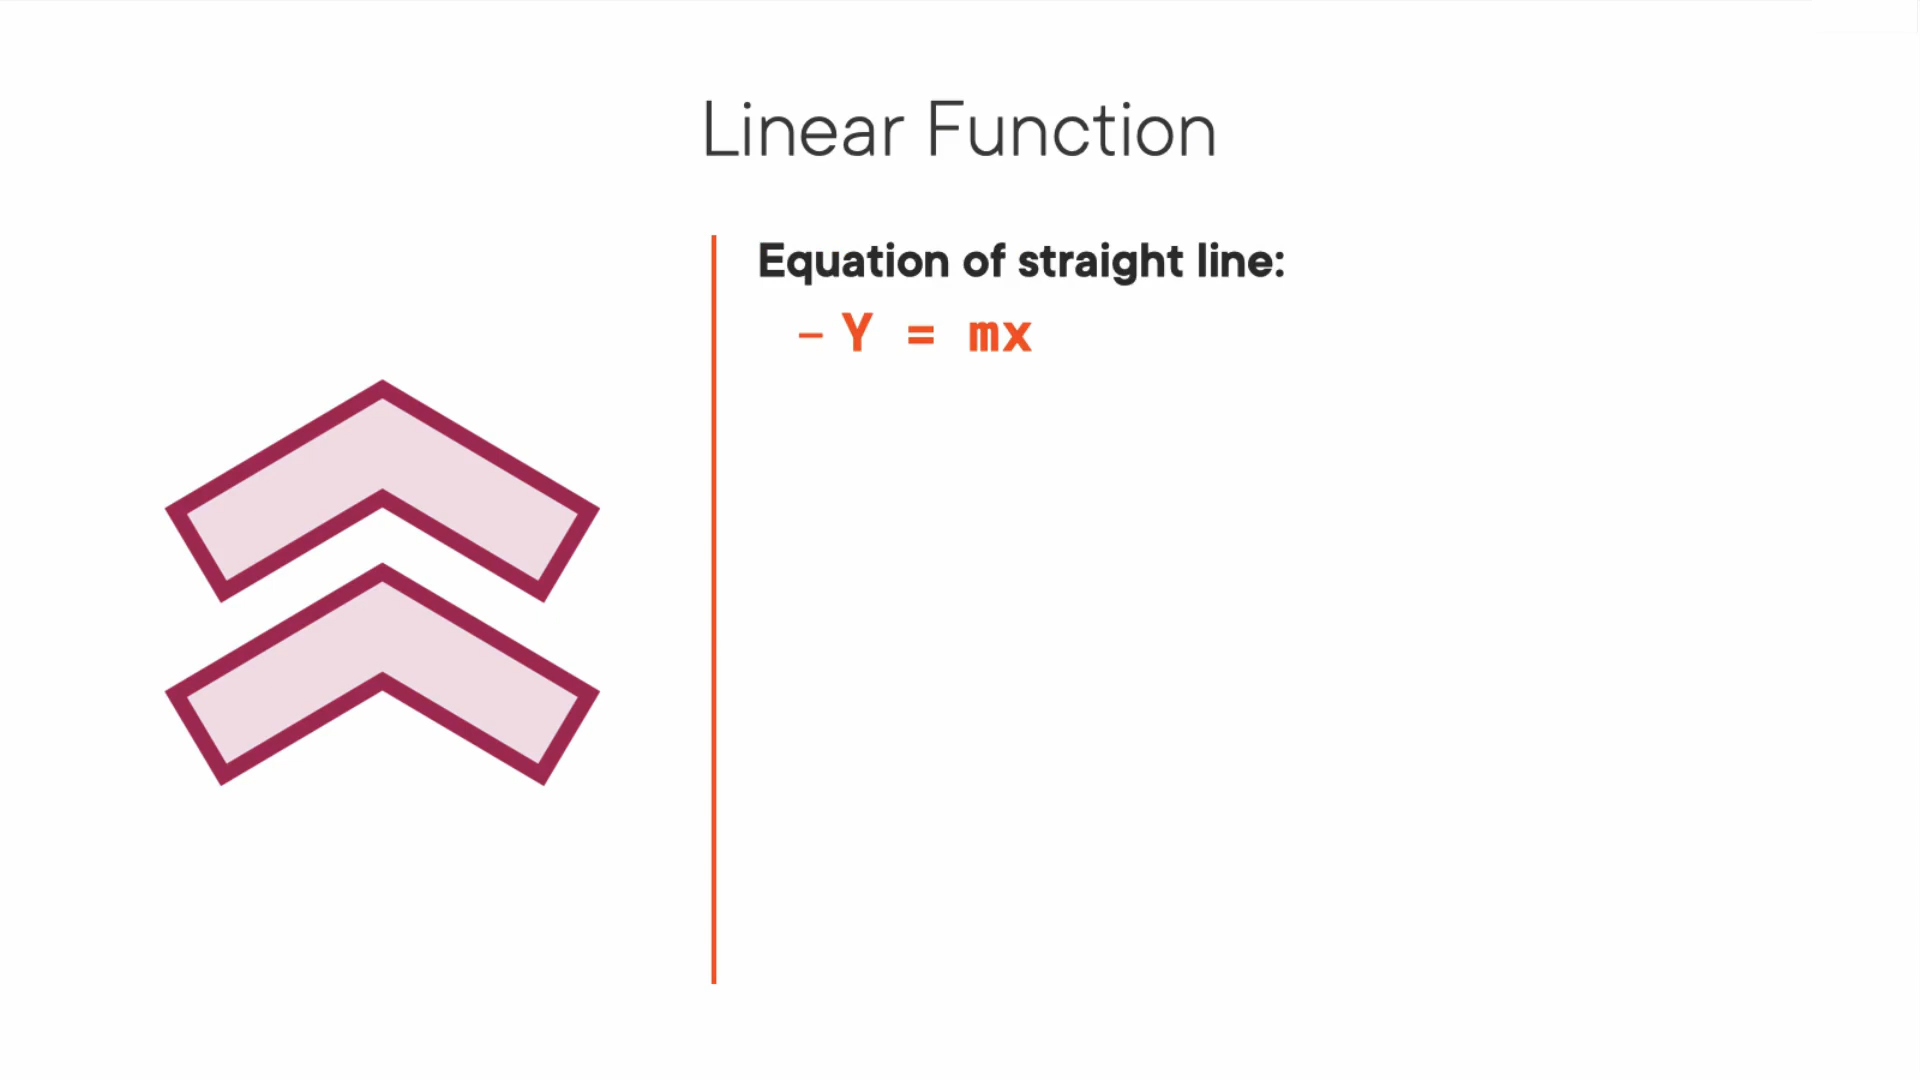 Linear Function
Equation of straight line:
– Y = mx